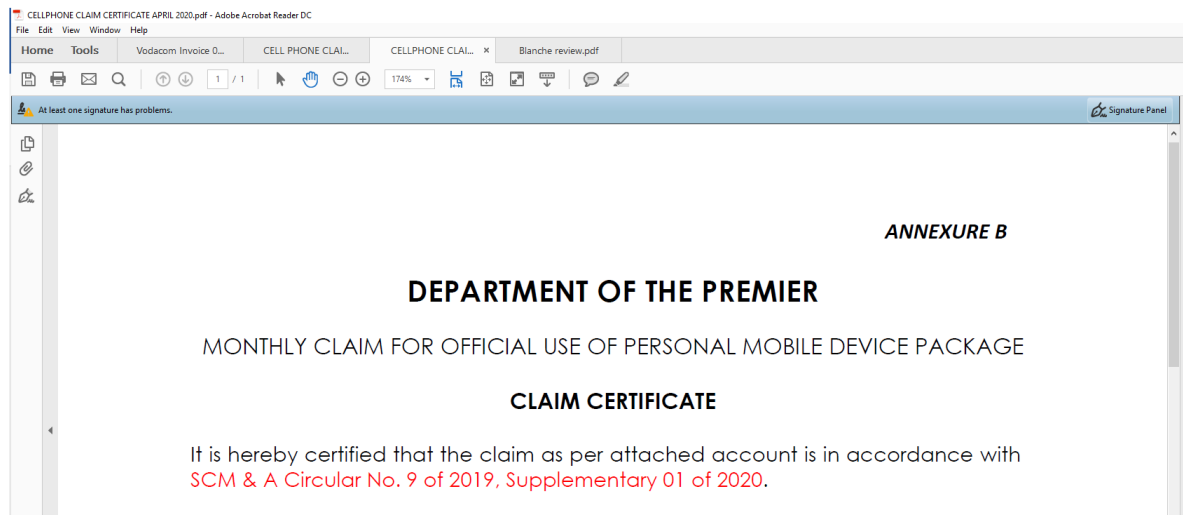 CELLPHONE CLAIM CERTIFICATE APRIL 2020.pdf - Adobe Acrobat Reader DC
File Edit View Window Help
Home Tools Vodacom Invoice 0... CELL PHONE CLAI... CELLPHONE CLAI... × Blanche review.pdf
1 / 1 174%
At least one signature has problems. Signature Panel
ANNEXURE B
DEPARTMENT OF THE PREMIER
MONTHLY CLAIM FOR OFFICIAL USE OF PERSONAL MOBILE DEVICE PACKAGE
CLAIM CERTIFICATE
It is hereby certified that the claim as per attached account is in accordance with
SCM & A Circular No. 9 of 2019, Supplementary 01 of 2020.